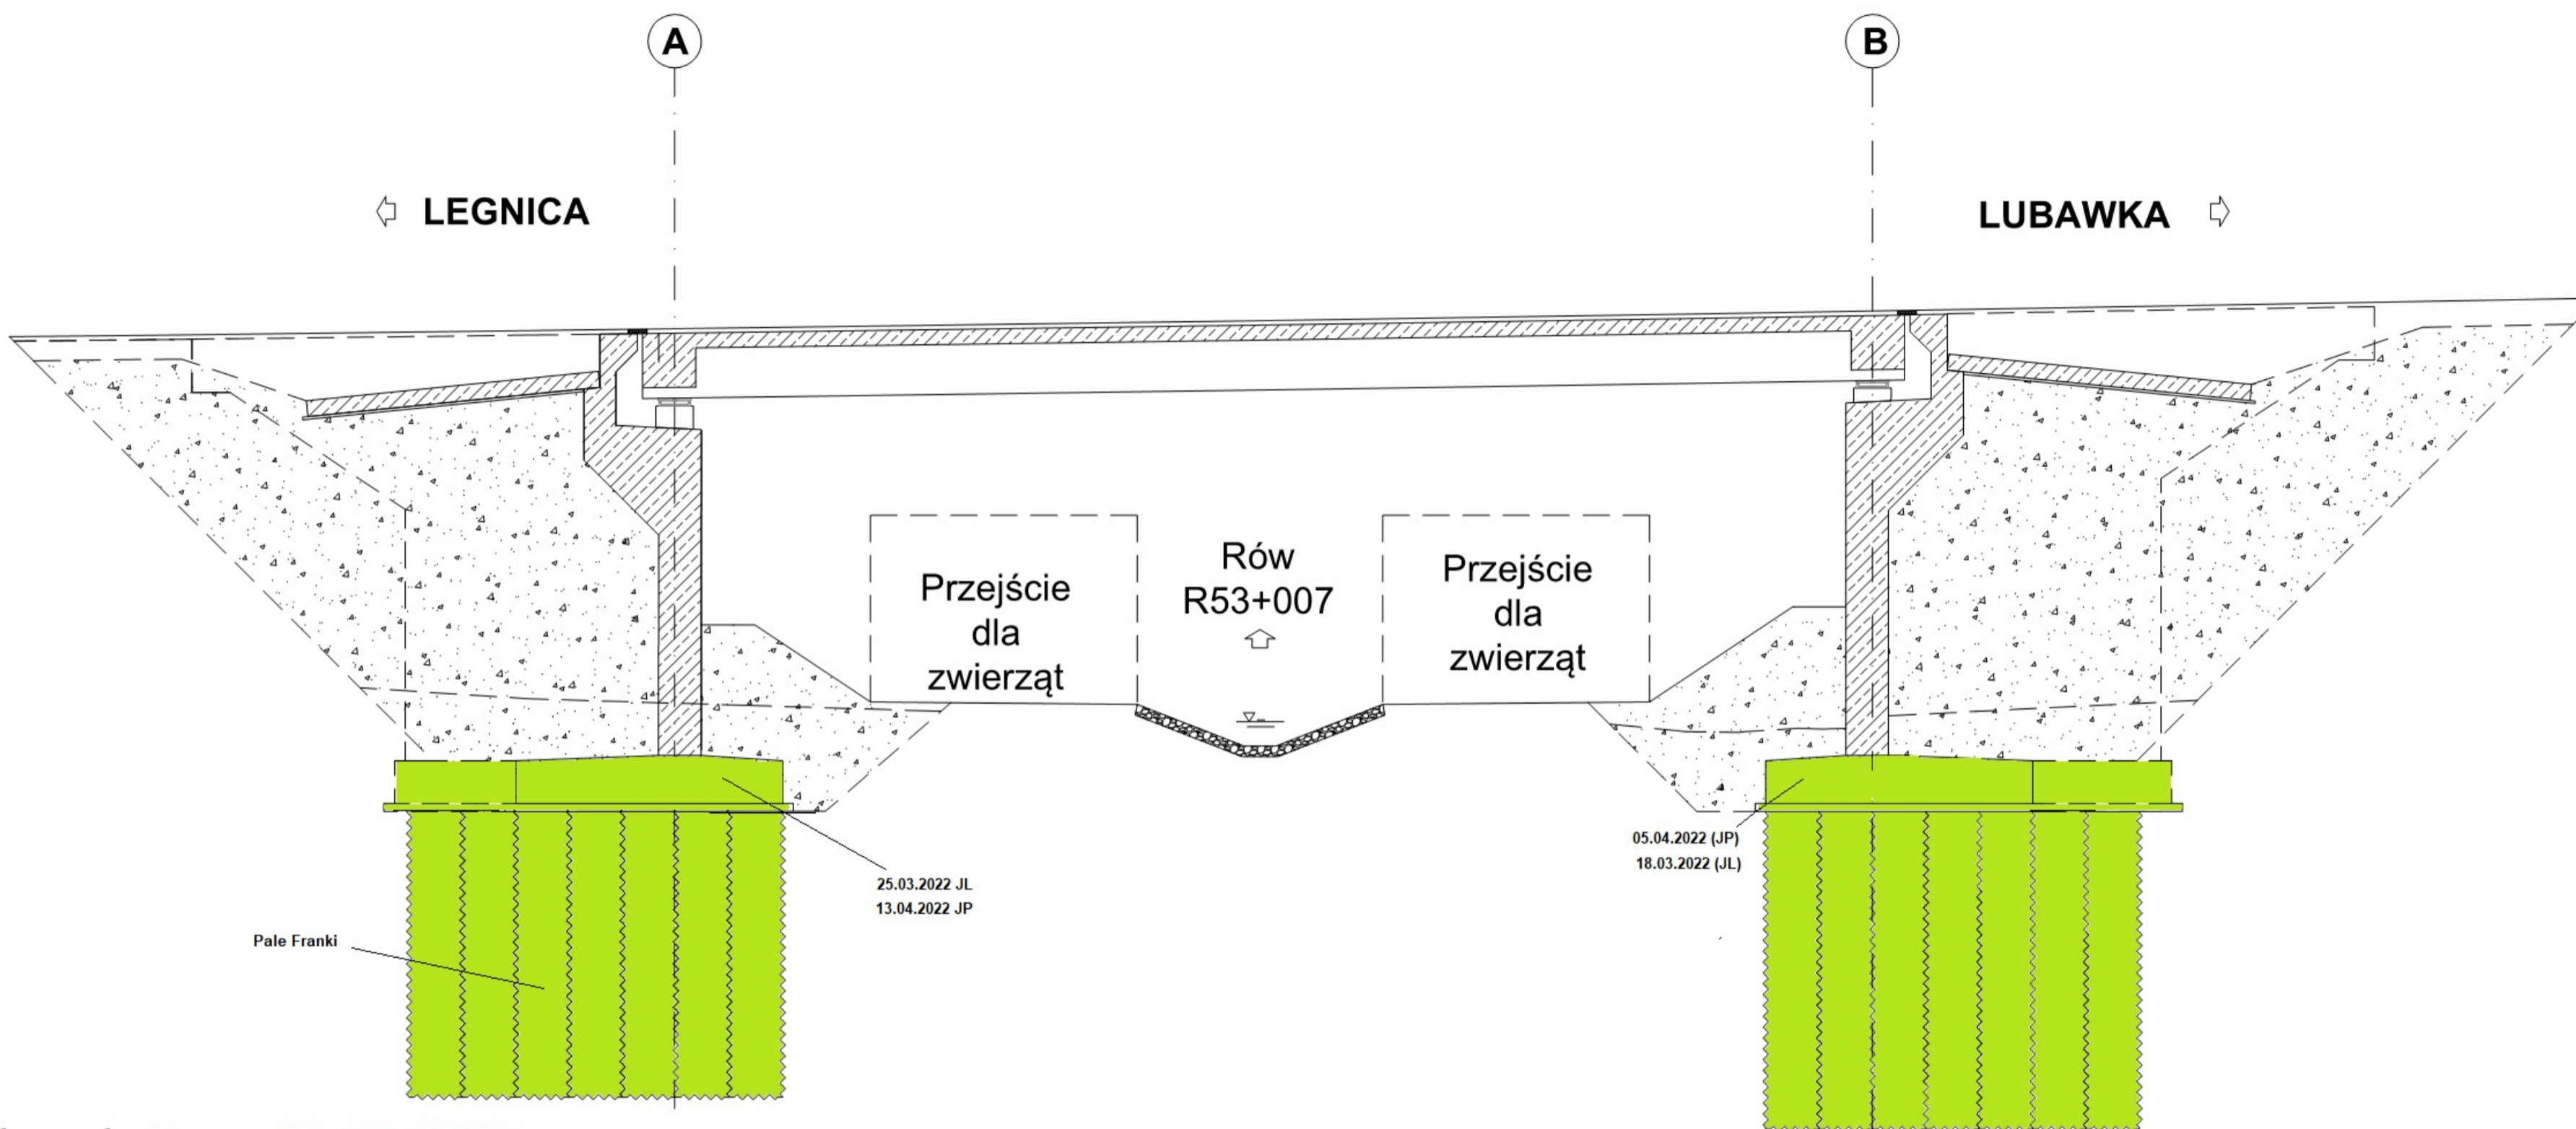 A
B
LEGNICA
LUBAWKA
Przejście
dla
zwierząt
Rów
R53+007
Przejście
dla
zwierząt
25.03.2022 JL
13.04.2022 JP
05.04.2022 (JP)
18.03.2022 (JL)
Pale Franki